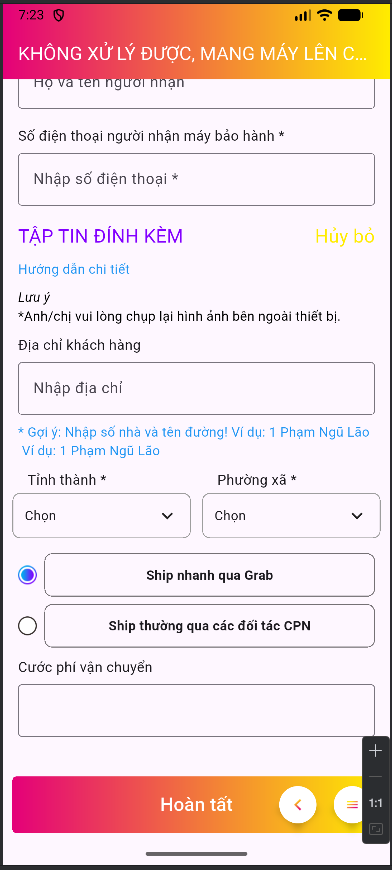 7:23
KHÔNG XỬ LÝ ĐƯỢC, MANG MÁY LÊN C...
Họ và tên người nhận
Số điện thoại người nhận máy bảo hành *
Nhập số điện thoại *
TẬP TIN ĐÍNH KÈM
Hủy bỏ
Hướng dẫn chi tiết
Lưu ý
*Anh/chị vui lòng chụp lại hình ảnh bên ngoài thiết bị.
Địa chỉ khách hàng
Nhập địa chỉ
* Gợi ý: Nhập số nhà và tên đường! Ví dụ: 1 Phạm Ngũ Lão
Ví dụ: 1 Phạm Ngũ Lão
Tỉnh thành *
Phường xã *
Chọn
Chọn
Ship nhanh qua Grab
Ship thường qua các đối tác CPN
Cước phí vận chuyển
Hoàn tất
1:1